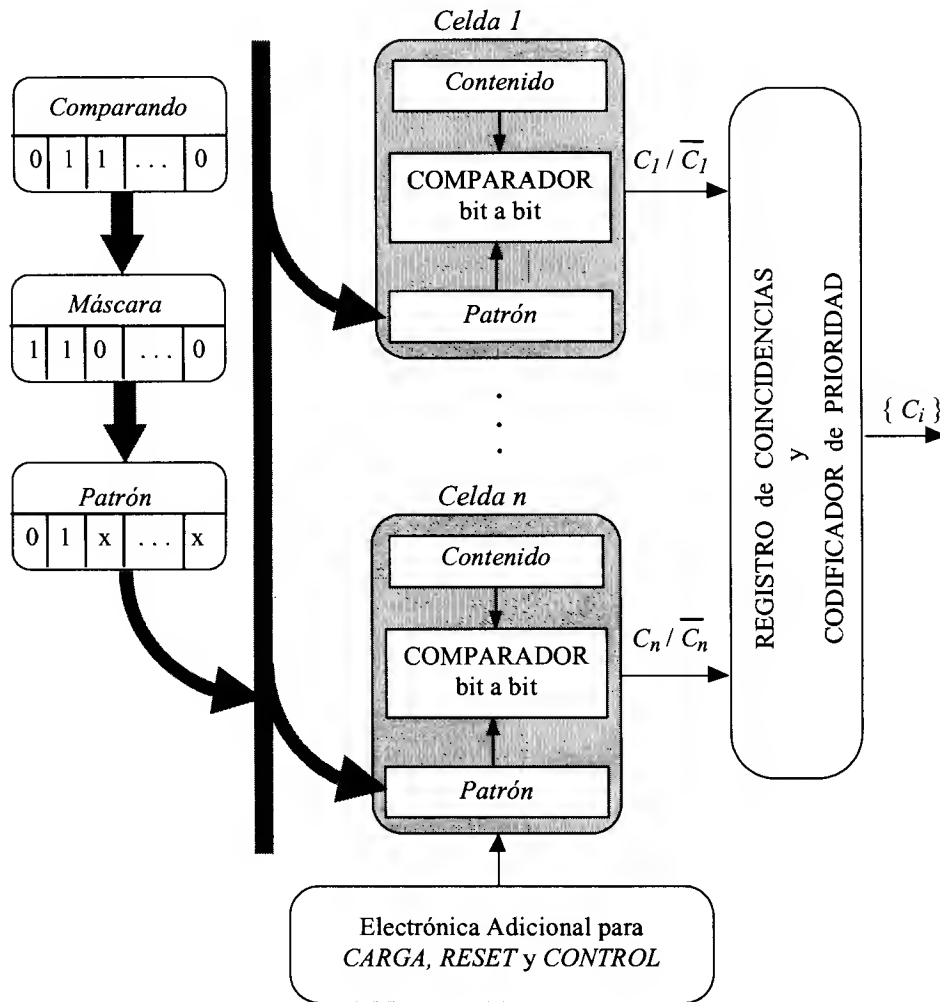 Comparando
0 1 1 . . . 0
Máscara
1 1 0 . . . 0
Patrón
0 1 x . . . x
Celda 1
Contenido
COMPARADOR
bit a bit
Patrón
C1 / C1
.
.
.
Celda n
Contenido
COMPARADOR
bit a bit
Patrón
Cn / Cn
Electrónica Adicional para
CARGA, RESET y CONTROL
REGISTRO de COINCIDENCIAS
y
CODIFICADOR de PRIORIDAD
{ Ci }